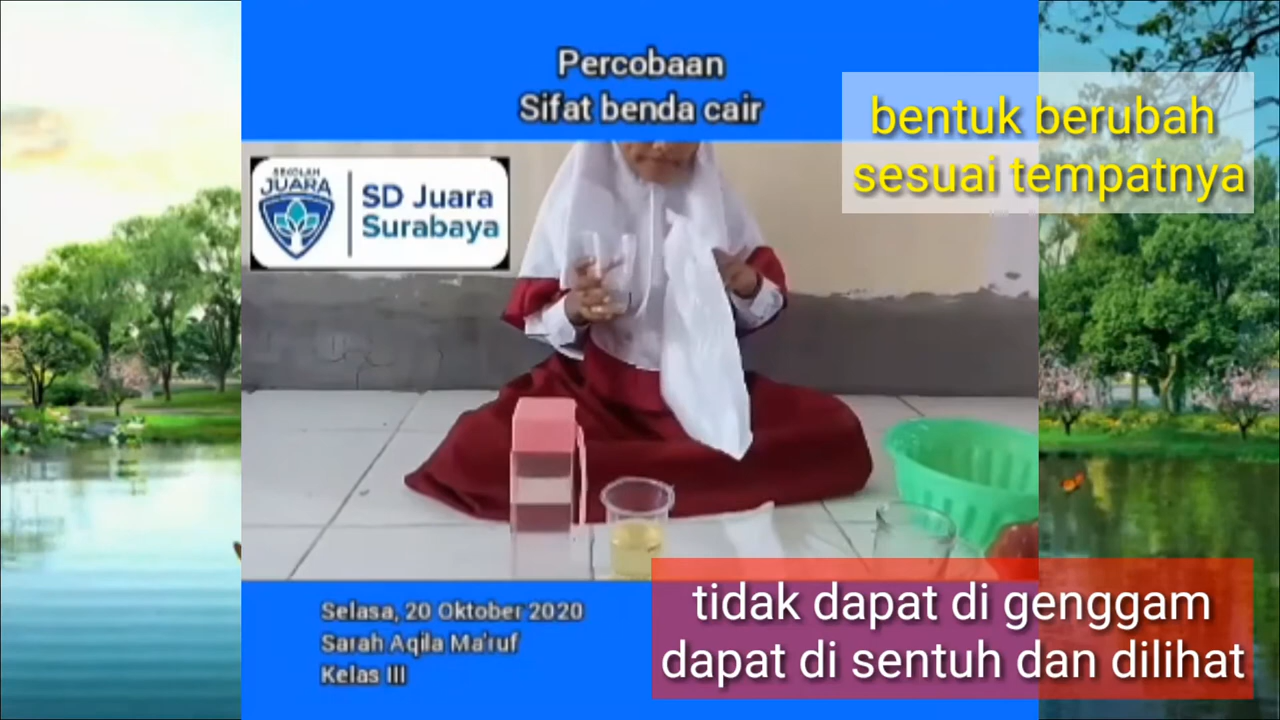 Percobaan
Sifat benda cair
bentuk berubah
sesuai tempatnya
SEKOLAH
JUARA
SD Juara
Surabaya
tidak dapat di genggam
dapat di sentuh dan dilihat
Selasa, 20 Oktober 2020
Sarah Aqila Ma'ruf
Kelas III